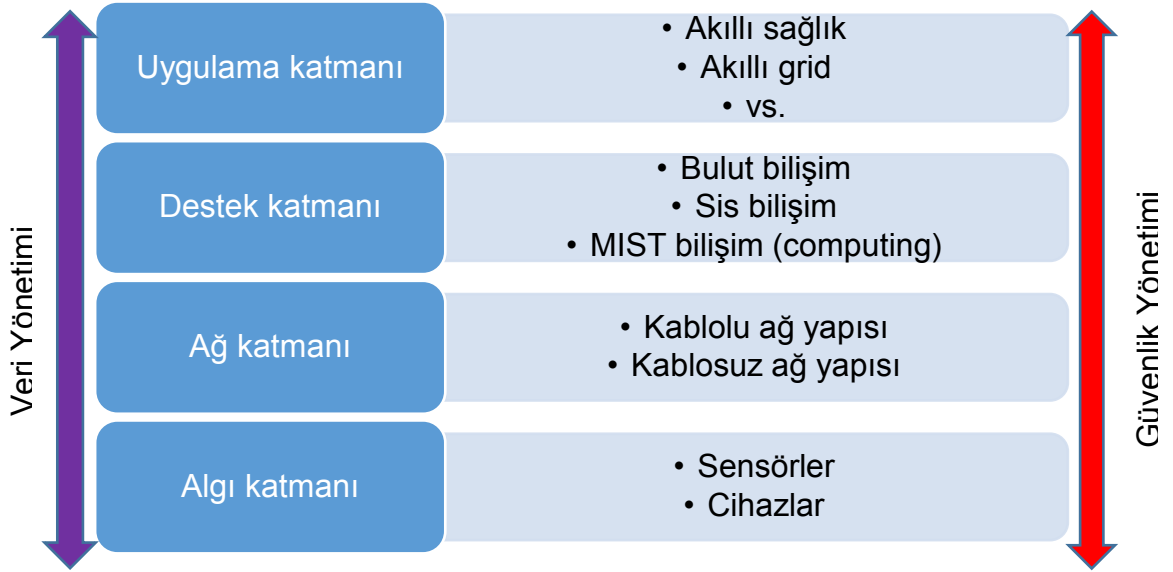 Veri Yönetimi
Uygulama katmanı
• Akıllı sağlık
• Akıllı grid
• vs.
Destek katmanı
• Bulut bilişim
• Sis bilişim
• MIST bilişim (computing)
Ağ katmanı
• Kablolu ağ yapısı
• Kablosuz ağ yapısı
Algı katmanı
• Sensörler
• Cihazlar
Güvenlik Yönetimi